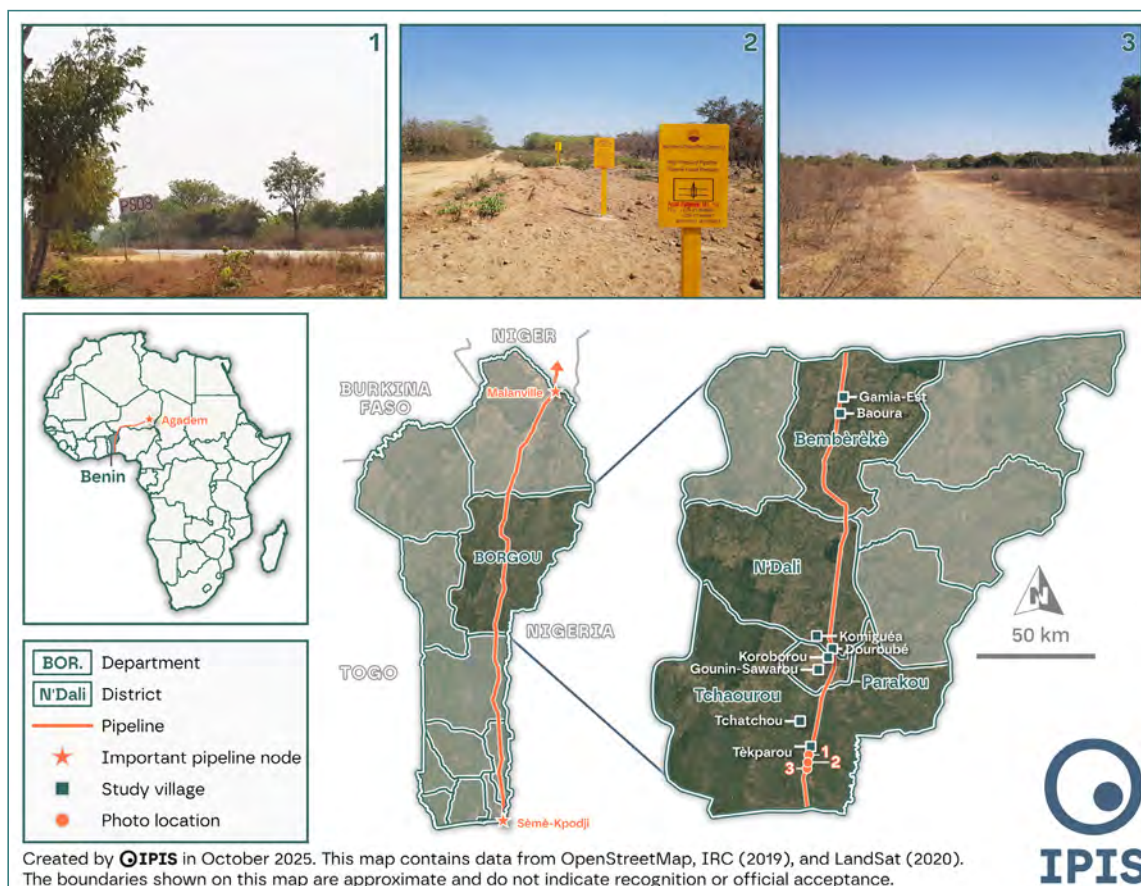 1
2
3
PS08
NIGER
BURKINA
FASO
Malanville
BORGOU
NIGERIA
TOGO
Sèmè-Kpodji
Agadem
Benin
Gamia-Est
Baoura
Bembèrèkè
N'Dali
Komiguéa
Douroubé
Koroborou
Gounin-Sawarou
Parakou
Tchaourou
Tchatchou
Tèkparou
1
2
3
N
50 km
BOR. Department
N'Dali District
Pipeline
Important pipeline node
Study village
Photo location
Created by IPIS in October 2025. This map contains data from OpenStreetMap, IRC (2019), and LandSat (2020).
The boundaries shown on this map are approximate and do not indicate recognition or official acceptance.
IPIS